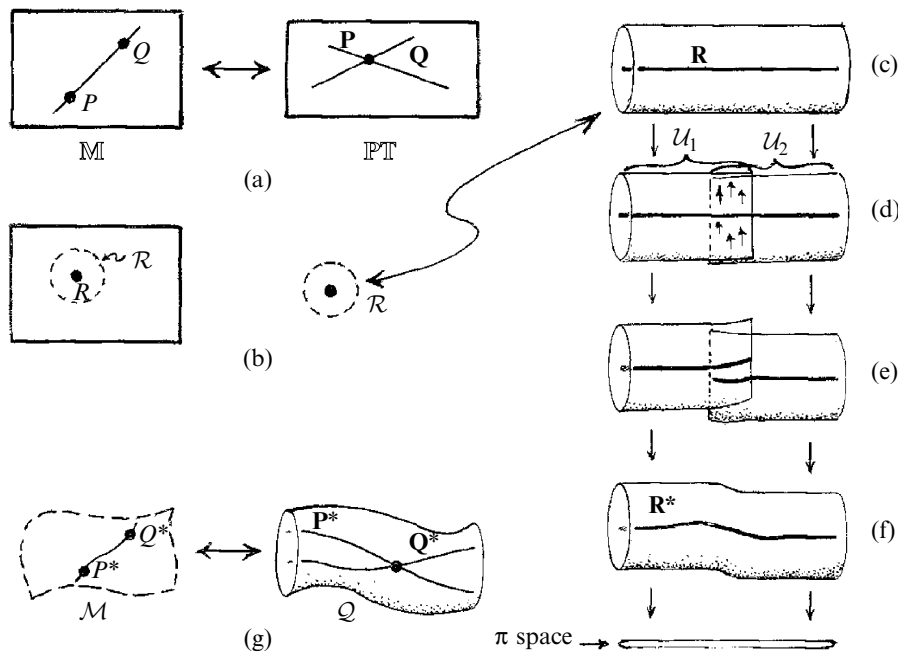 Q
P
𝕄
P
Q
ℙ𝕋
(a)
R
ℛ
ℛ
(b)
R
(c)
𝒰₁
𝒰₂
(d)
(e)
R*
(f)
Q*
P*
ℳ
P*
Q*
𝒬
(g)
π space